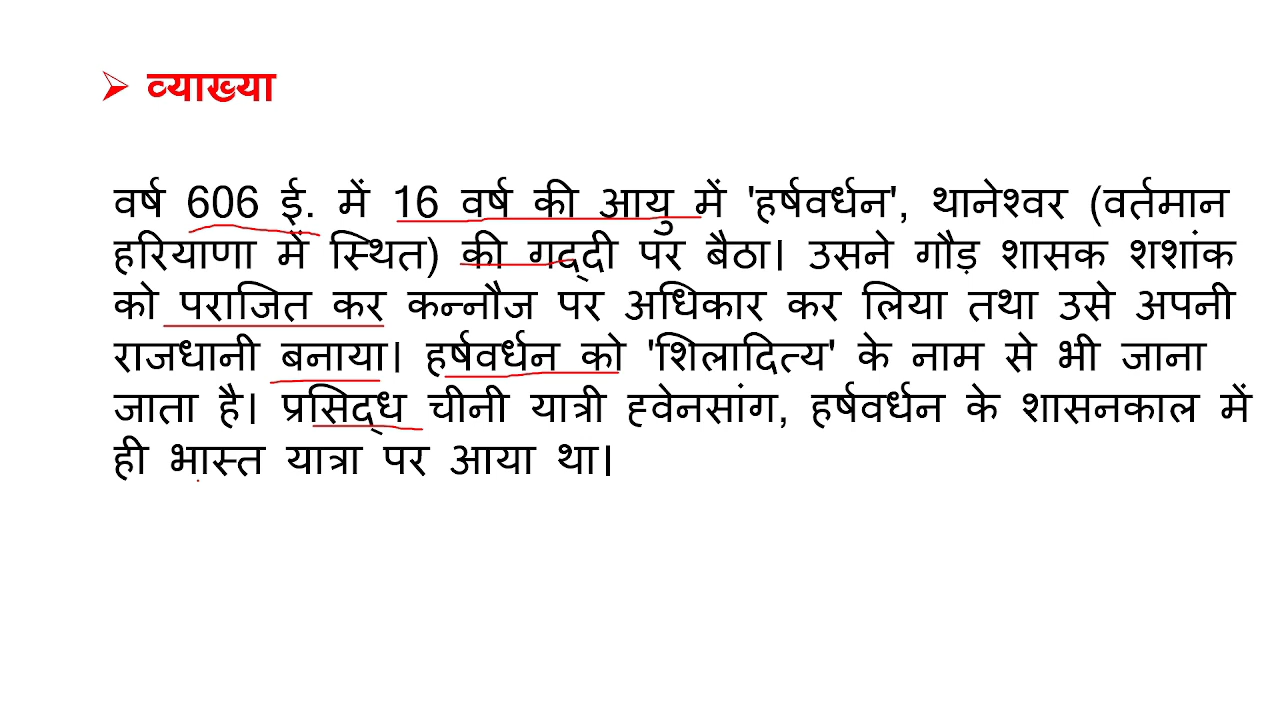 व्याख्या
वर्ष 606 ई. में 16 वर्ष की आयु में 'हर्षवर्धन', थानेश्वर (वर्तमान
हरियाणा में स्थित) की गद्‌दी पर बैठा। उसने गौड़ शासक शशांक
को पराजित कर कन्नौज पर अधिकार कर लिया तथा उसे अपनी
राजधानी बनाया। हर्षवर्धन को 'शिलादित्य' के नाम से भी जाना
जाता है। प्रसिद्‌ध चीनी यात्री ह्वेनसांग, हर्षवर्धन के शासनकाल में
ही भास्त यात्रा पर आया था।